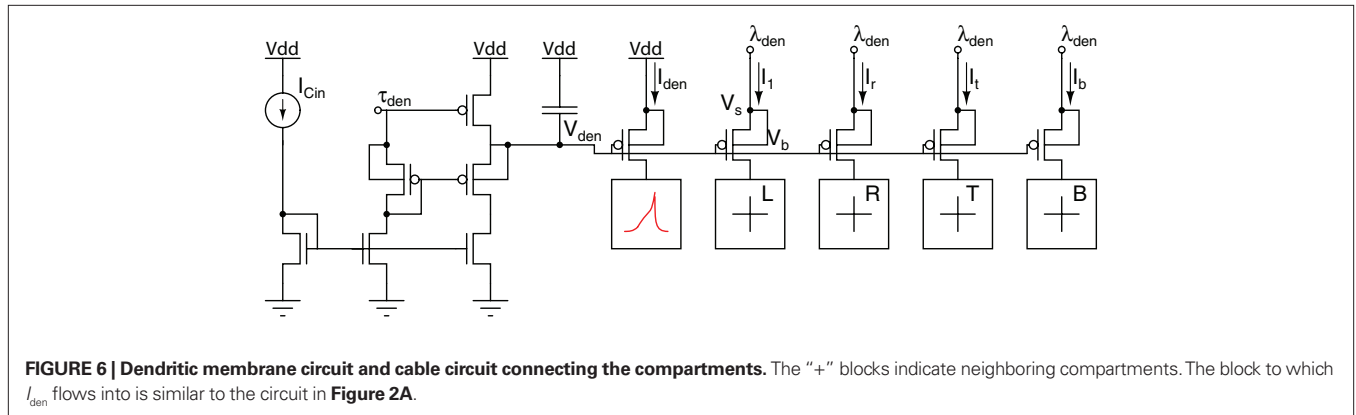 Vdd Vdd Vdd Vdd λden λden λden λden
ICin τden Iden I1 Ir It Ib
Vs
Vden Vb
L R T B
FIGURE 6 | Dendritic membrane circuit and cable circuit connecting the compartments. The “+” blocks indicate neighboring compartments. The block to which
Iden flows into is similar to the circuit in Figure 2A.